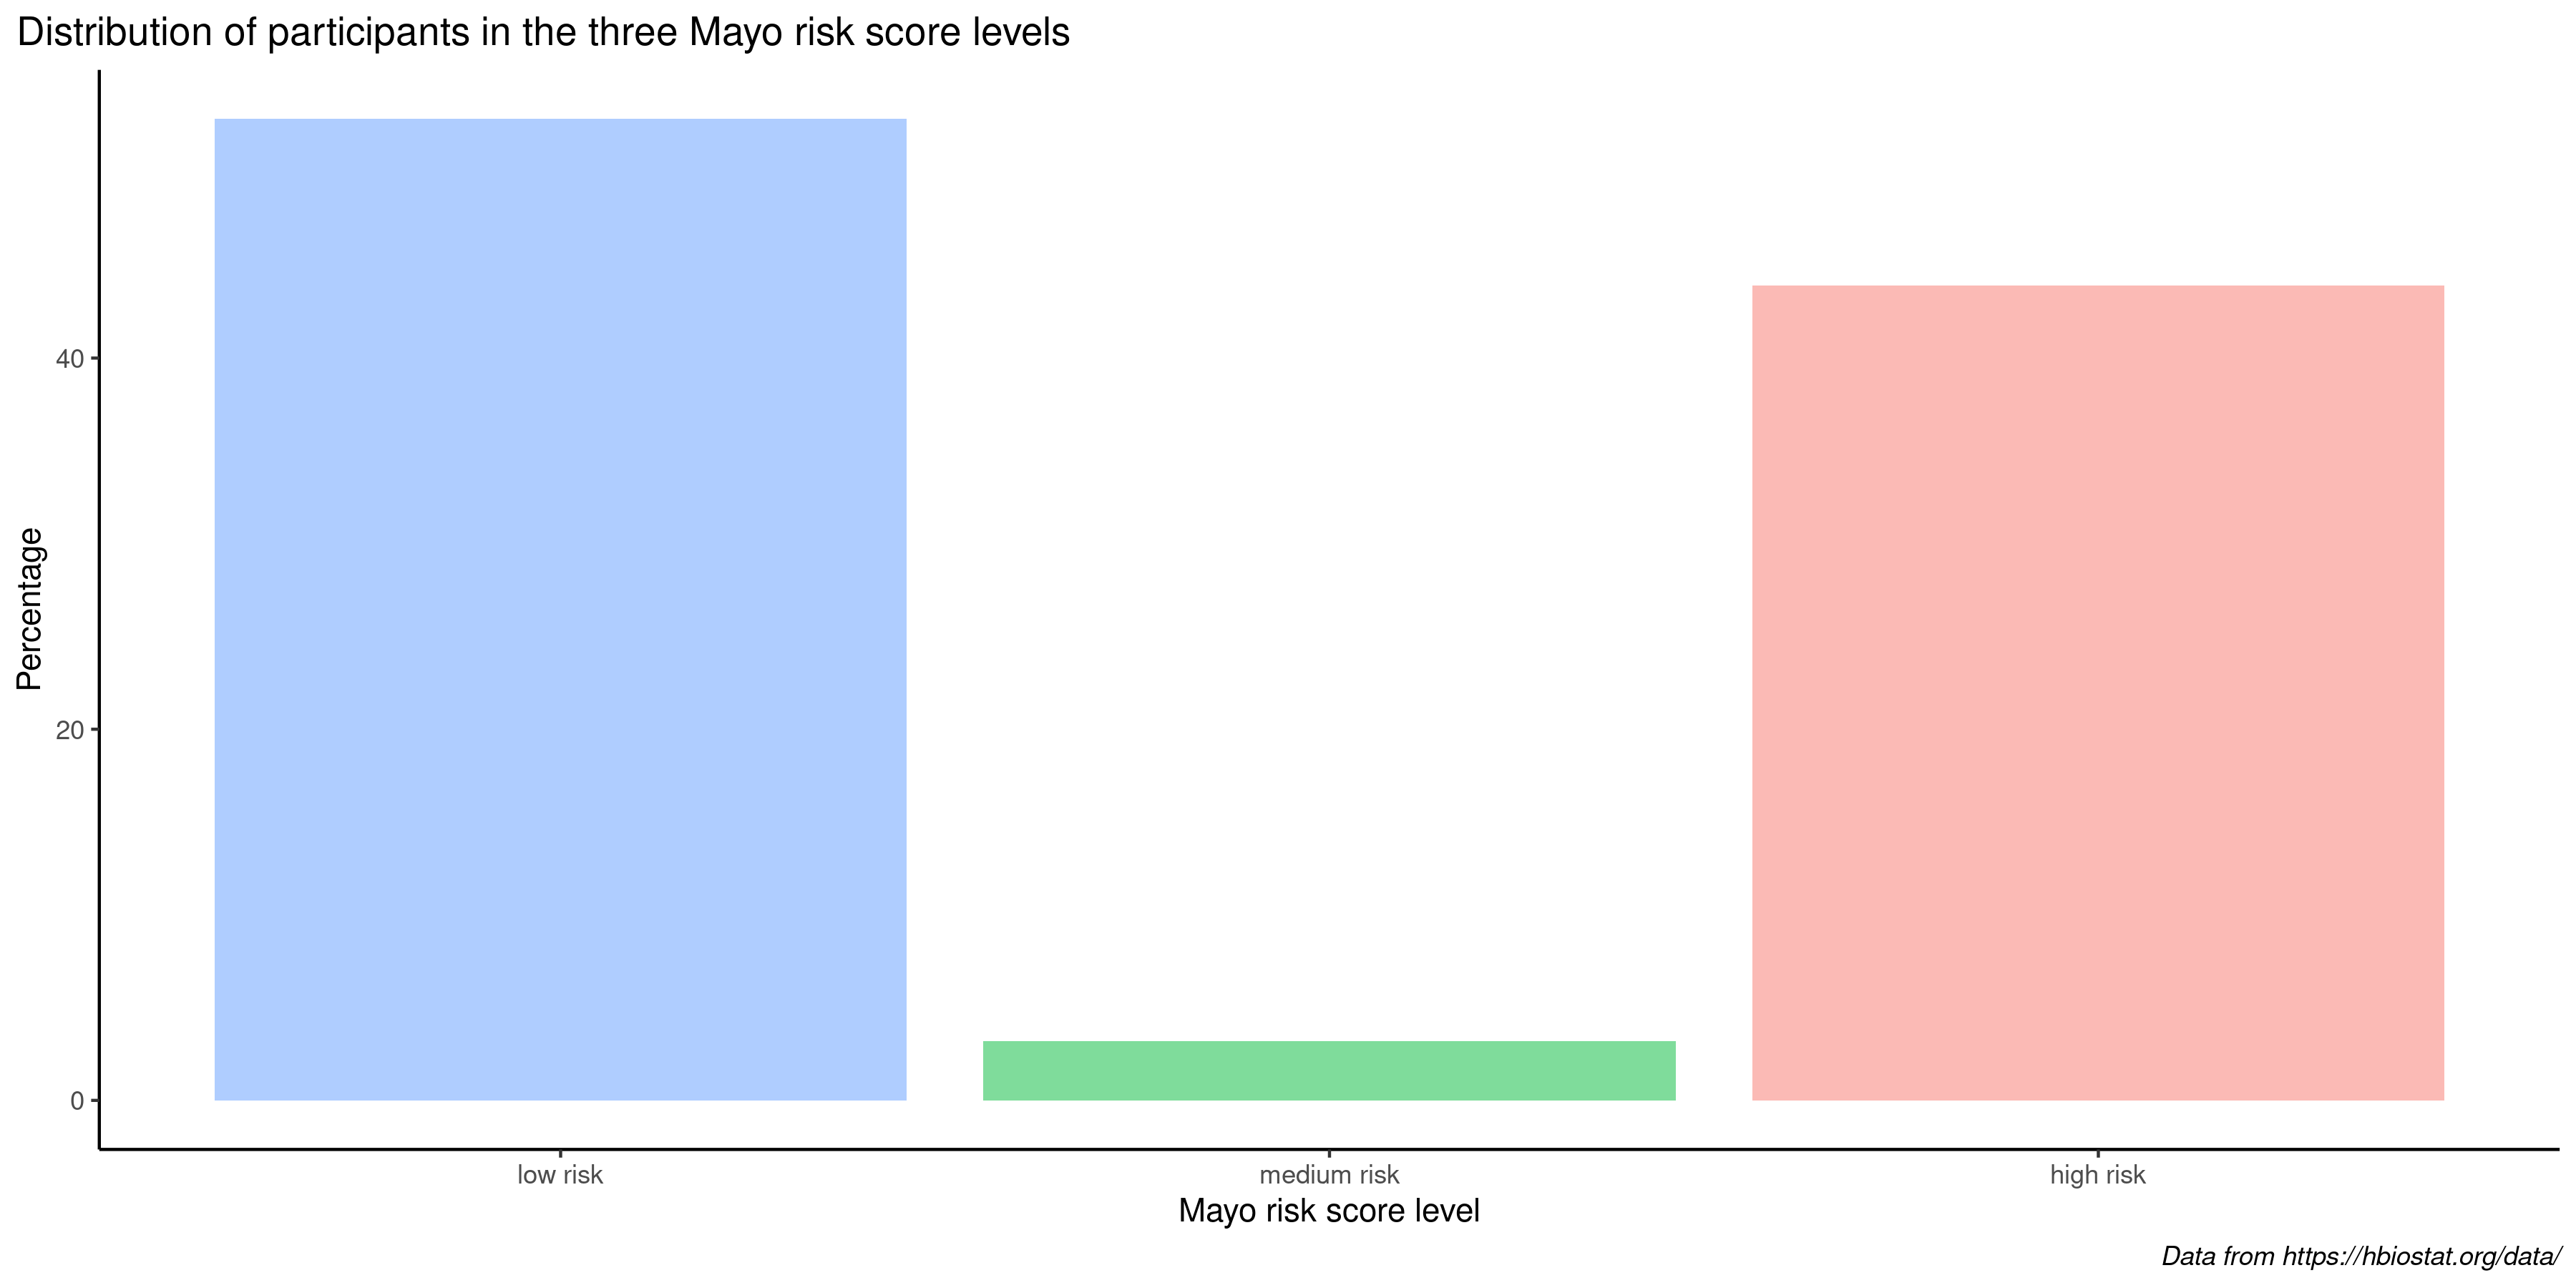 Distribution of participants in the three Mayo risk score levels
Percentage
40
20
0
low risk
medium risk
high risk
Mayo risk score level
Data from https://hbiostat.org/data/